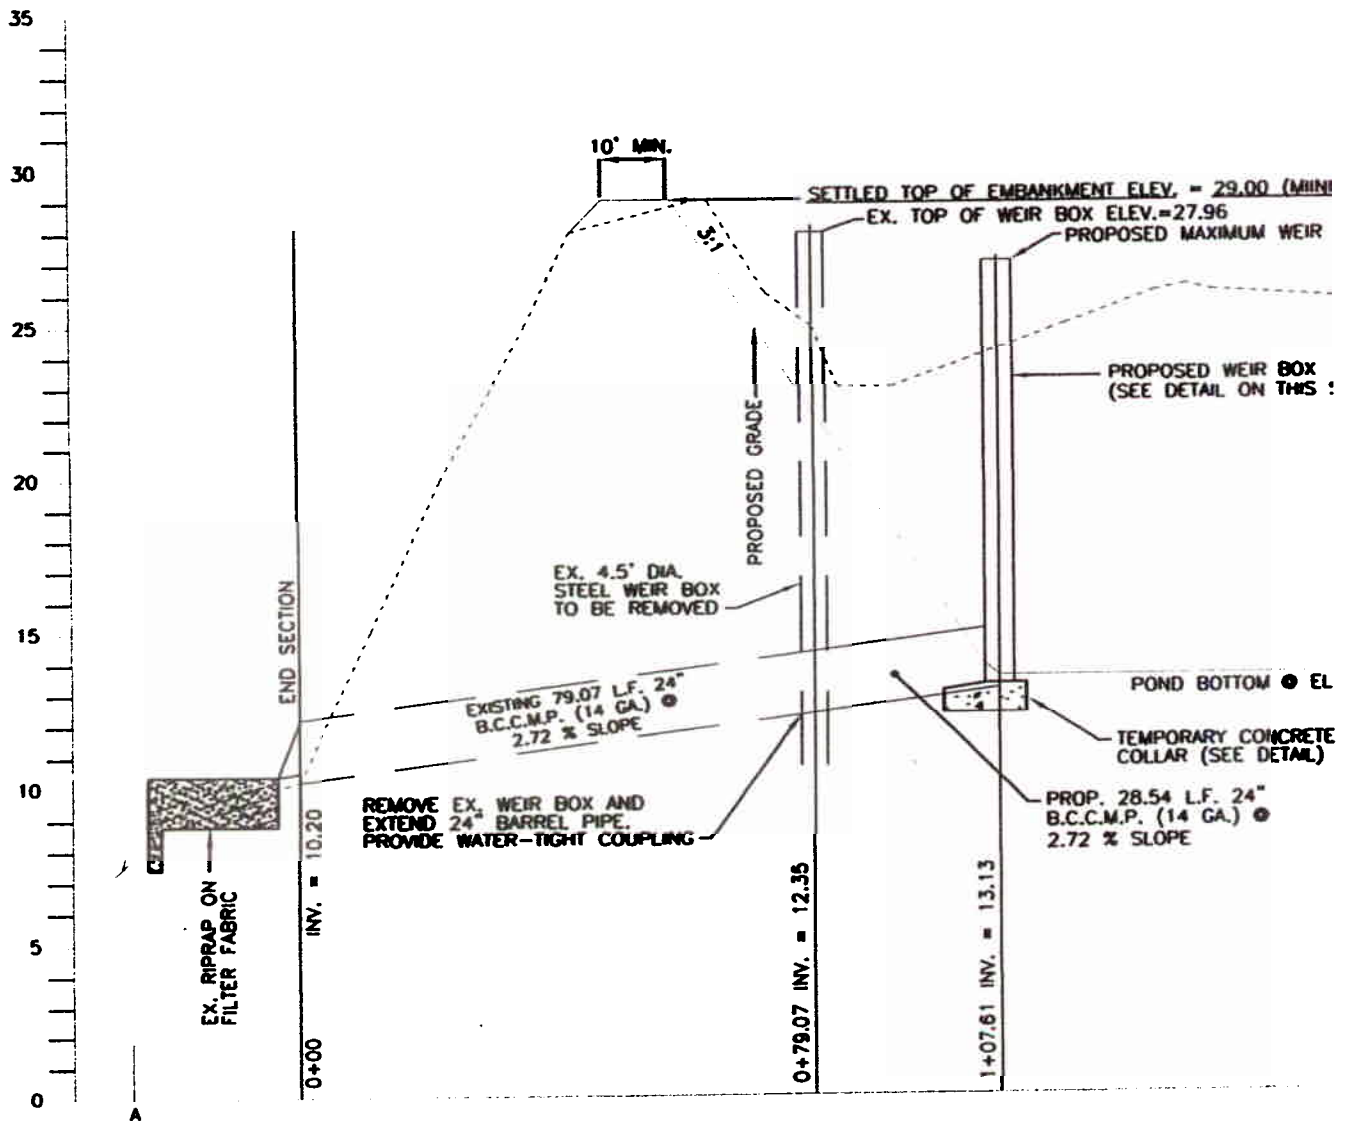 35
30
25
20
15
10
5
0
A
10' MIN.
SETTLED TOP OF EMBANKMENT ELEV. = 29.00
EX. TOP OF WEIR BOX ELEV.=27.96
PROPOSED MAXIMUM WEIR
3:1
PROPOSED GRADE
PROPOSED WEIR BOX
(SEE DETAIL ON THIS
EX. 4.5' DIA.
STEEL WEIR BOX
TO BE REMOVED
END SECTION
EXISTING 79.07 L.F. 24"
B.C.C.M.P. (14 GA.) @
2.72 % SLOPE
POND BOTTOM @ EL
TEMPORARY CONCRETE
COLLAR (SEE DETAIL)
PROP. 28.54 L.F. 24"
B.C.C.M.P. (14 GA.) @
2.72 % SLOPE
REMOVE EX. WEIR BOX AND
EXTEND 24" BARREL PIPE.
PROVIDE WATER-TIGHT COUPLING
EX. RIPRAP ON
FILTER FABRIC
0+00 INV. = 10.20
0+79.07 INV. = 12.35
1+07.61 INV. = 13.13